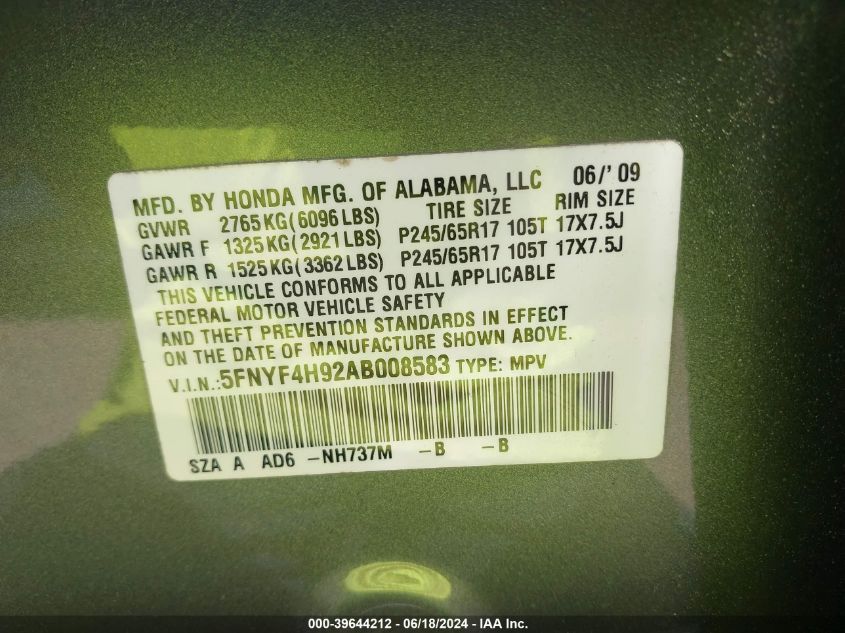 MFD. BY HONDA MFG. OF ALABAMA, LLC 06/'09
GVWR 2765KG(6096LBS) TIRE SIZE RIM SIZE
GAWR F 1325KG(2921LBS) P245/65R17 105T 17X7.5J
GAWR R 1525KG(3362LBS) P245/65R17 105T 17X7.5J
THIS VEHICLE CONFORMS TO ALL APPLICABLE
FEDERAL MOTOR VEHICLE SAFETY
AND THEFT PREVENTION STANDARDS IN EFFECT
ON THE DATE OF MANUFACTURE SHOWN ABOVE.
V.I.N.:5FNYF4H92AB008583 TYPE: MPV
SZA A AD6 -NH737M -B -B
000-39644212 - 06/18/2024 - IAA Inc.